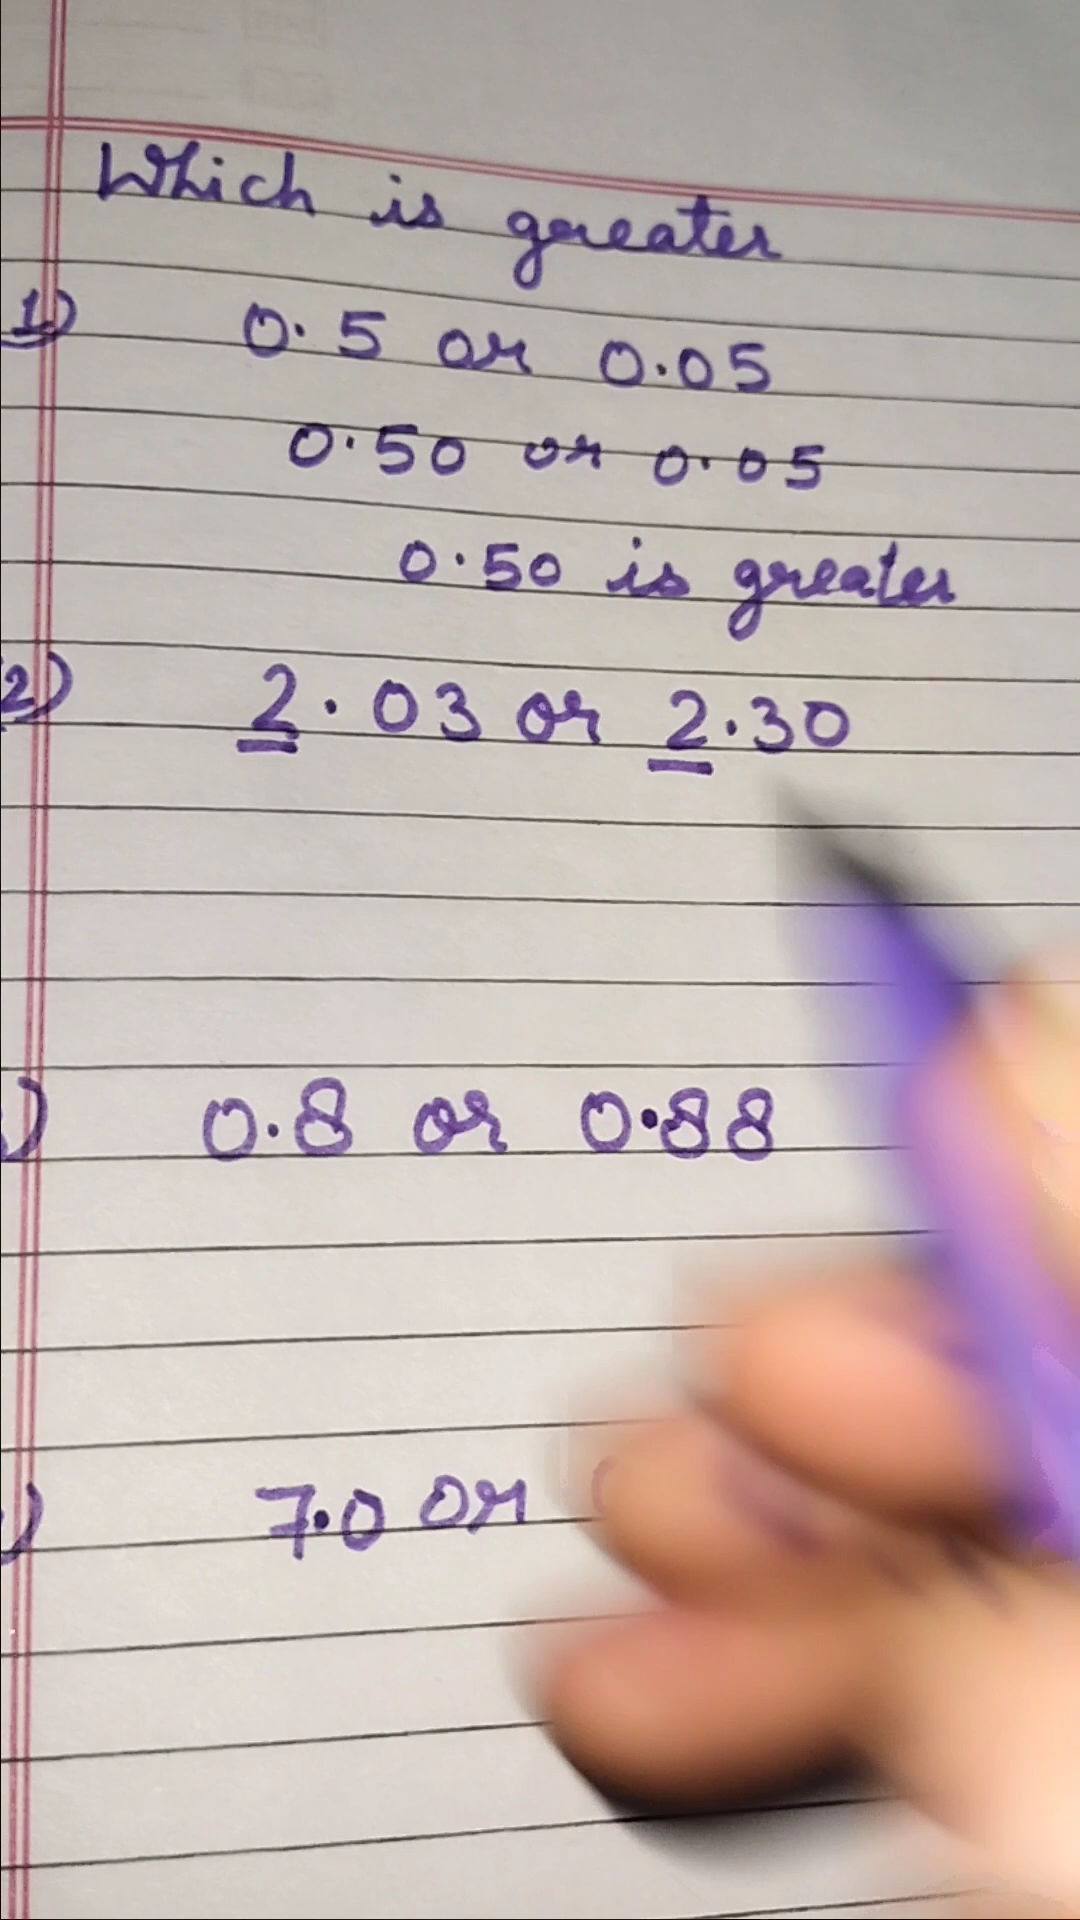 Which is greater
1) 0.5 or 0.05
0.50 or 0.05
0.50 is greater
2) 2.03 or 2.30
) 0.8 or 0.88
) 7.0 or